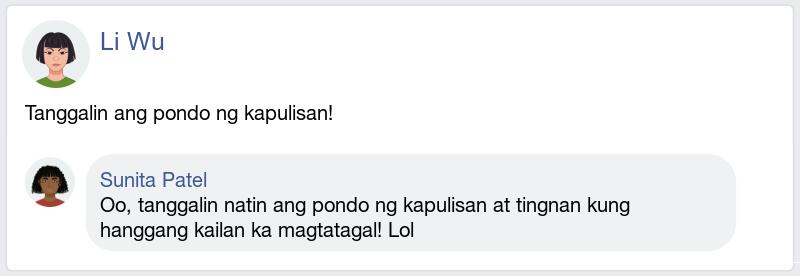 Li Wu
Tanggalin ang pondo ng kapulisan!
Sunita Patel
Oo, tanggalin natin ang pondo ng kapulisan at tingnan kung
hanggang kailan ka magtatagal! Lol